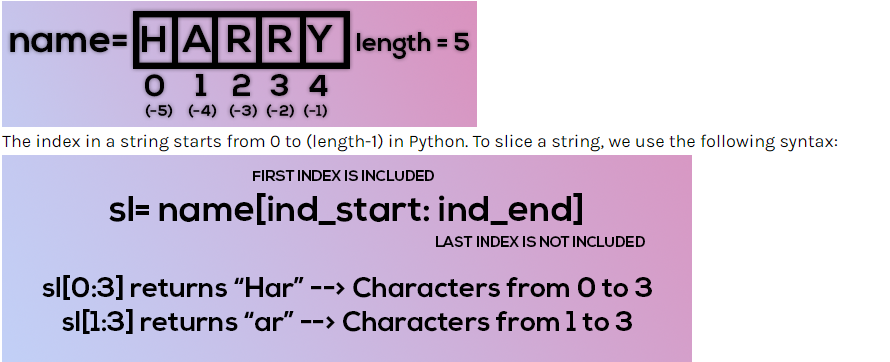 name= HARRY length = 5
0 1 2 3 4
(-5) (-4) (-3) (-2) (-1)
The index in a string starts from 0 to (length-1) in Python. To slice a string, we use the following syntax:
FIRST INDEX IS INCLUDED
sl= name[ind_start: ind_end]
LAST INDEX IS NOT INCLUDED
sl[0:3] returns “Har” --> Characters from 0 to 3
sl[1:3] returns “ar” --> Characters from 1 to 3